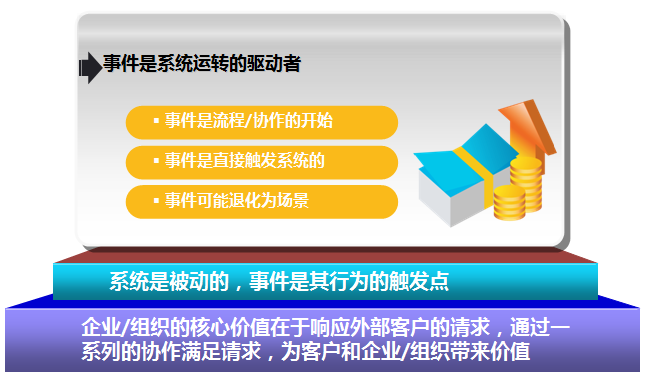 事件是系统运转的驱动者
▪ 事件是流程/协作的开始
▪ 事件是直接触发系统的
▪ 事件可能退化为场景
系统是被动的，事件是其行为的触发点
企业/组织的核心价值在于响应外部客户的请求，通过一
系列的协作满足请求，为客户和企业/组织带来价值